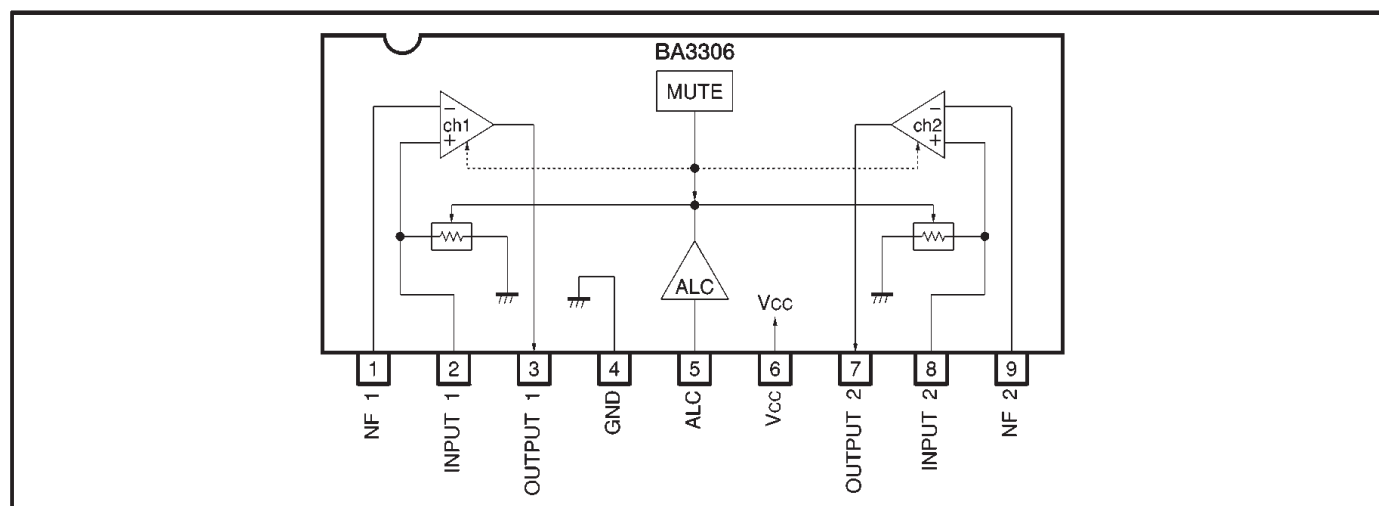 BA3306
MUTE
−
ch1
+
−
ch2
+
ALC
Vcc
1
2
3
4
5
6
7
8
9
NF 1
INPUT 1
OUTPUT 1
GND
ALC
Vcc
OUTPUT 2
INPUT 2
NF 2